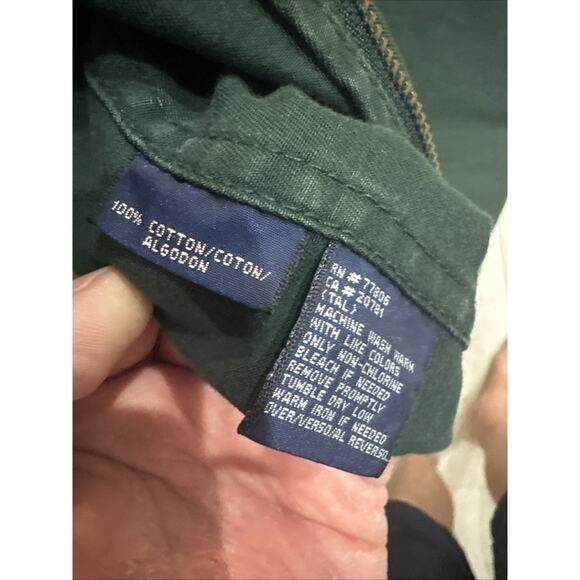 100% COTTON/COTON/
ALGODON
RN # 77806
CA # 20781
(TAL)
MACHINE WASH WARM
WITH LIKE COLORS
ONLY NON-CHLORINE
BLEACH IF NEEDED
REMOVE PROMPTLY
TUMBLE DRY LOW
WARM IRON IF NEEDED
OVER/VERSO/AL REVERSO...